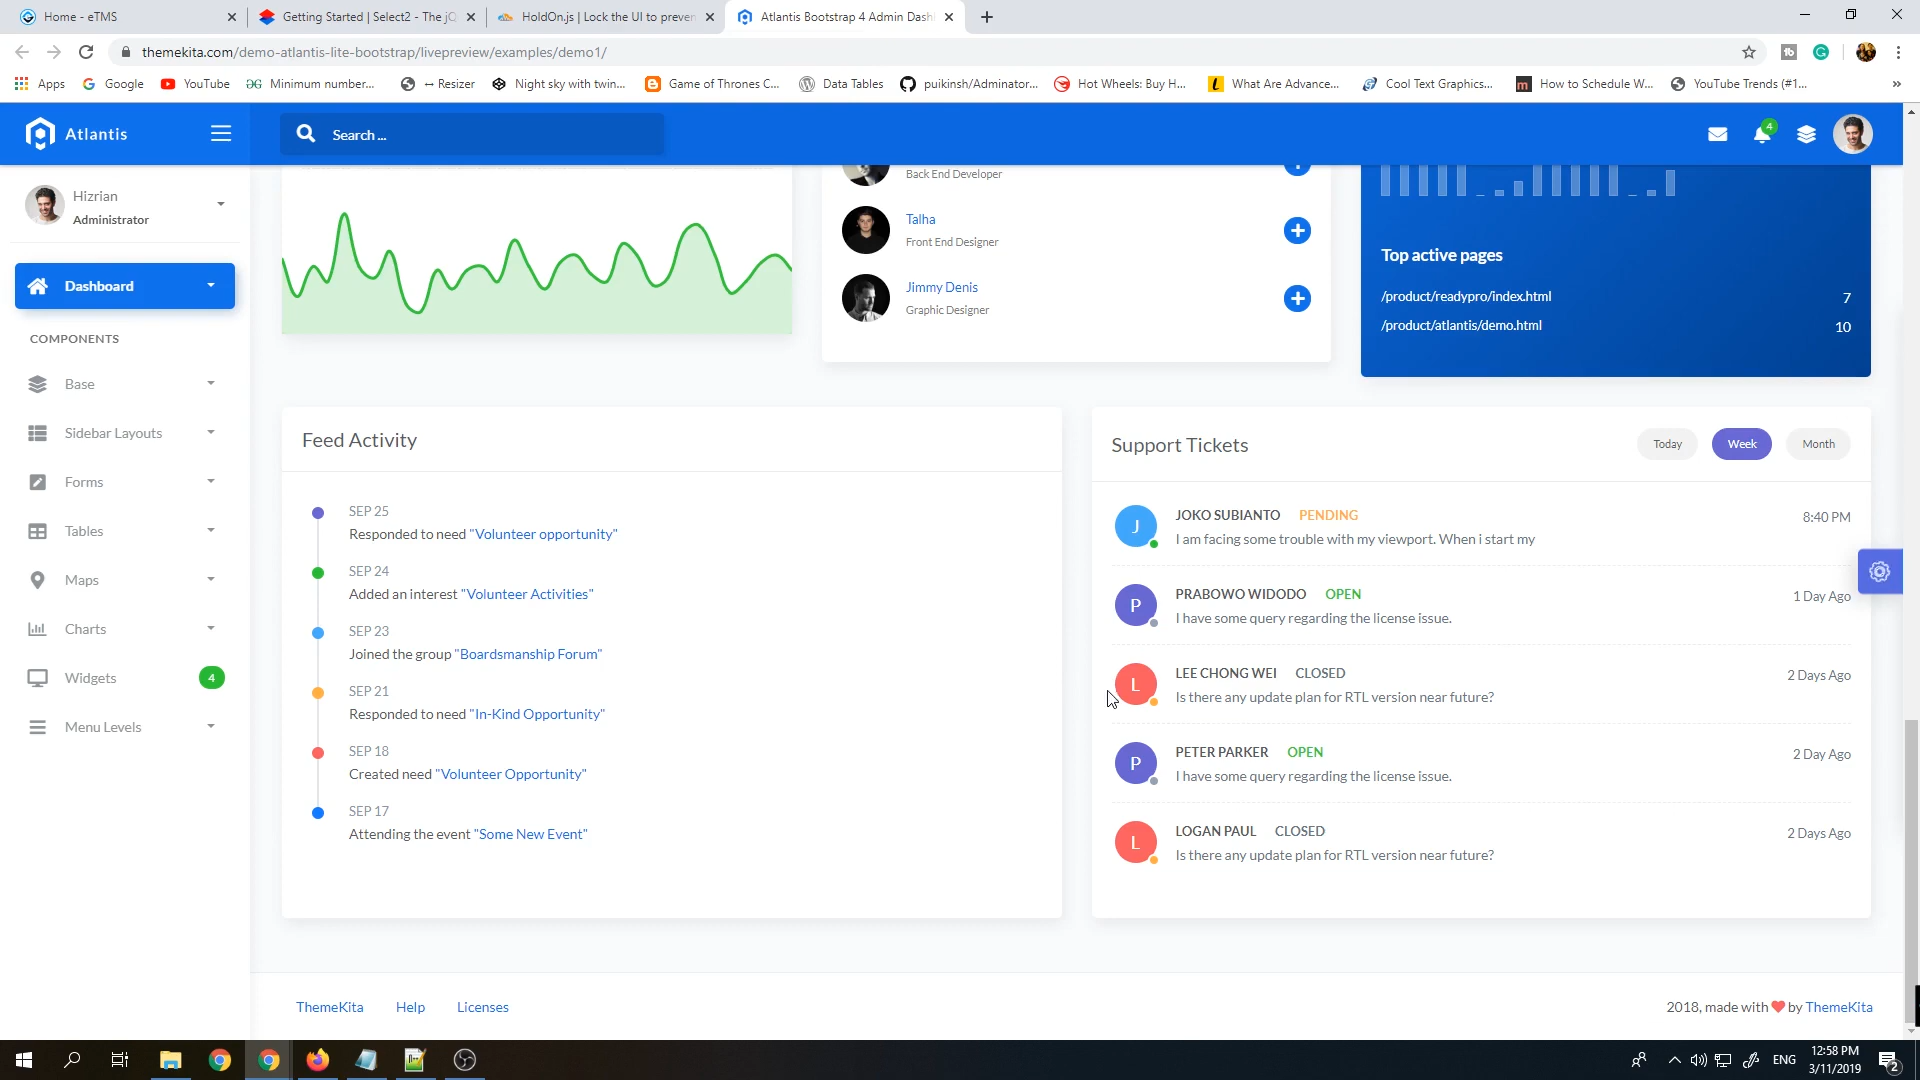 Home - eTMS
Getting Started | Select2 - The jQ
HoldOn.js | Lock the UI to preven
Atlantis Bootstrap 4 Admin Dash
themekita.com/demo-atlantis-lite-bootstrap/livepreview/examples/demo1/
Apps
Google
YouTube
Minimum number...
↔ Resizer
Night sky with twin...
Game of Thrones C...
Data Tables
puikinsh/Adminator...
Hot Wheels: Buy H...
What Are Advance...
Cool Text Graphics...
How to Schedule W...
YouTube Trends (#1...
»
Atlantis
Search ...
4
Hizrian
Administrator
Dashboard
COMPONENTS
Base
Sidebar Layouts
Forms
Tables
Maps
Charts
Widgets
4
Menu Levels
Back End Developer
Talha
Front End Designer
Jimmy Denis
Graphic Designer
Top active pages
/product/readypro/index.html 7
/product/atlantis/demo.html 10
Feed Activity
SEP 25
Responded to need "Volunteer opportunity"
SEP 24
Added an interest "Volunteer Activities"
SEP 23
Joined the group "Boardsmanship Forum"
SEP 21
Responded to need "In-Kind Opportunity"
SEP 18
Created need "Volunteer Opportunity"
SEP 17
Attending the event "Some New Event"
Support Tickets
Today
Week
Month
J
JOKO SUBIANTO PENDING 8:40 PM
I am facing some trouble with my viewport. When i start my
P
PRABOWO WIDODO OPEN 1 Day Ago
I have some query regarding the license issue.
L
LEE CHONG WEI CLOSED 2 Days Ago
Is there any update plan for RTL version near future?
P
PETER PARKER OPEN 2 Day Ago
I have some query regarding the license issue.
L
LOGAN PAUL CLOSED 2 Days Ago
Is there any update plan for RTL version near future?
ThemeKita
Help
Licenses
2018, made with ❤ by ThemeKita
ENG
12:58 PM
3/11/2019
2